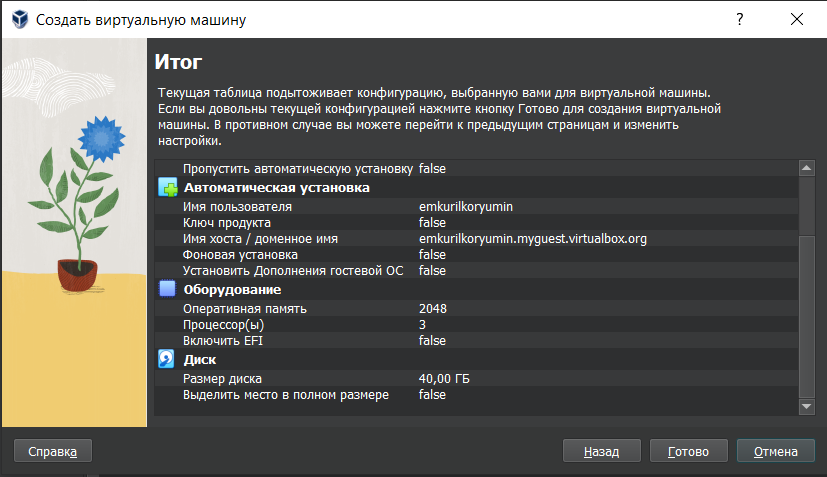 Создать виртуальную машину
?
Итог
Текущая таблица подытоживает конфигурацию, выбранную вами для виртуальной машины.
Если вы довольны текущей конфигурацией нажмите кнопку Готово для создания виртуальной
машины. В противном случае вы можете перейти к предыдущим страницам и изменить
настройки.
Пропустить автоматическую установку false
Автоматическая установка
Имя пользователя emkurilkoryumin
Ключ продукта false
Имя хоста / доменное имя emkurilkoryumin.myguest.virtualbox.org
Фоновая установка false
Установить Дополнения гостевой ОС false
Оборудование
Оперативная память 2048
Процессор(ы) 3
Включить EFI false
Диск
Размер диска 40,00 ГБ
Выделить место в полном размере false
Справка Назад Готово Отмена